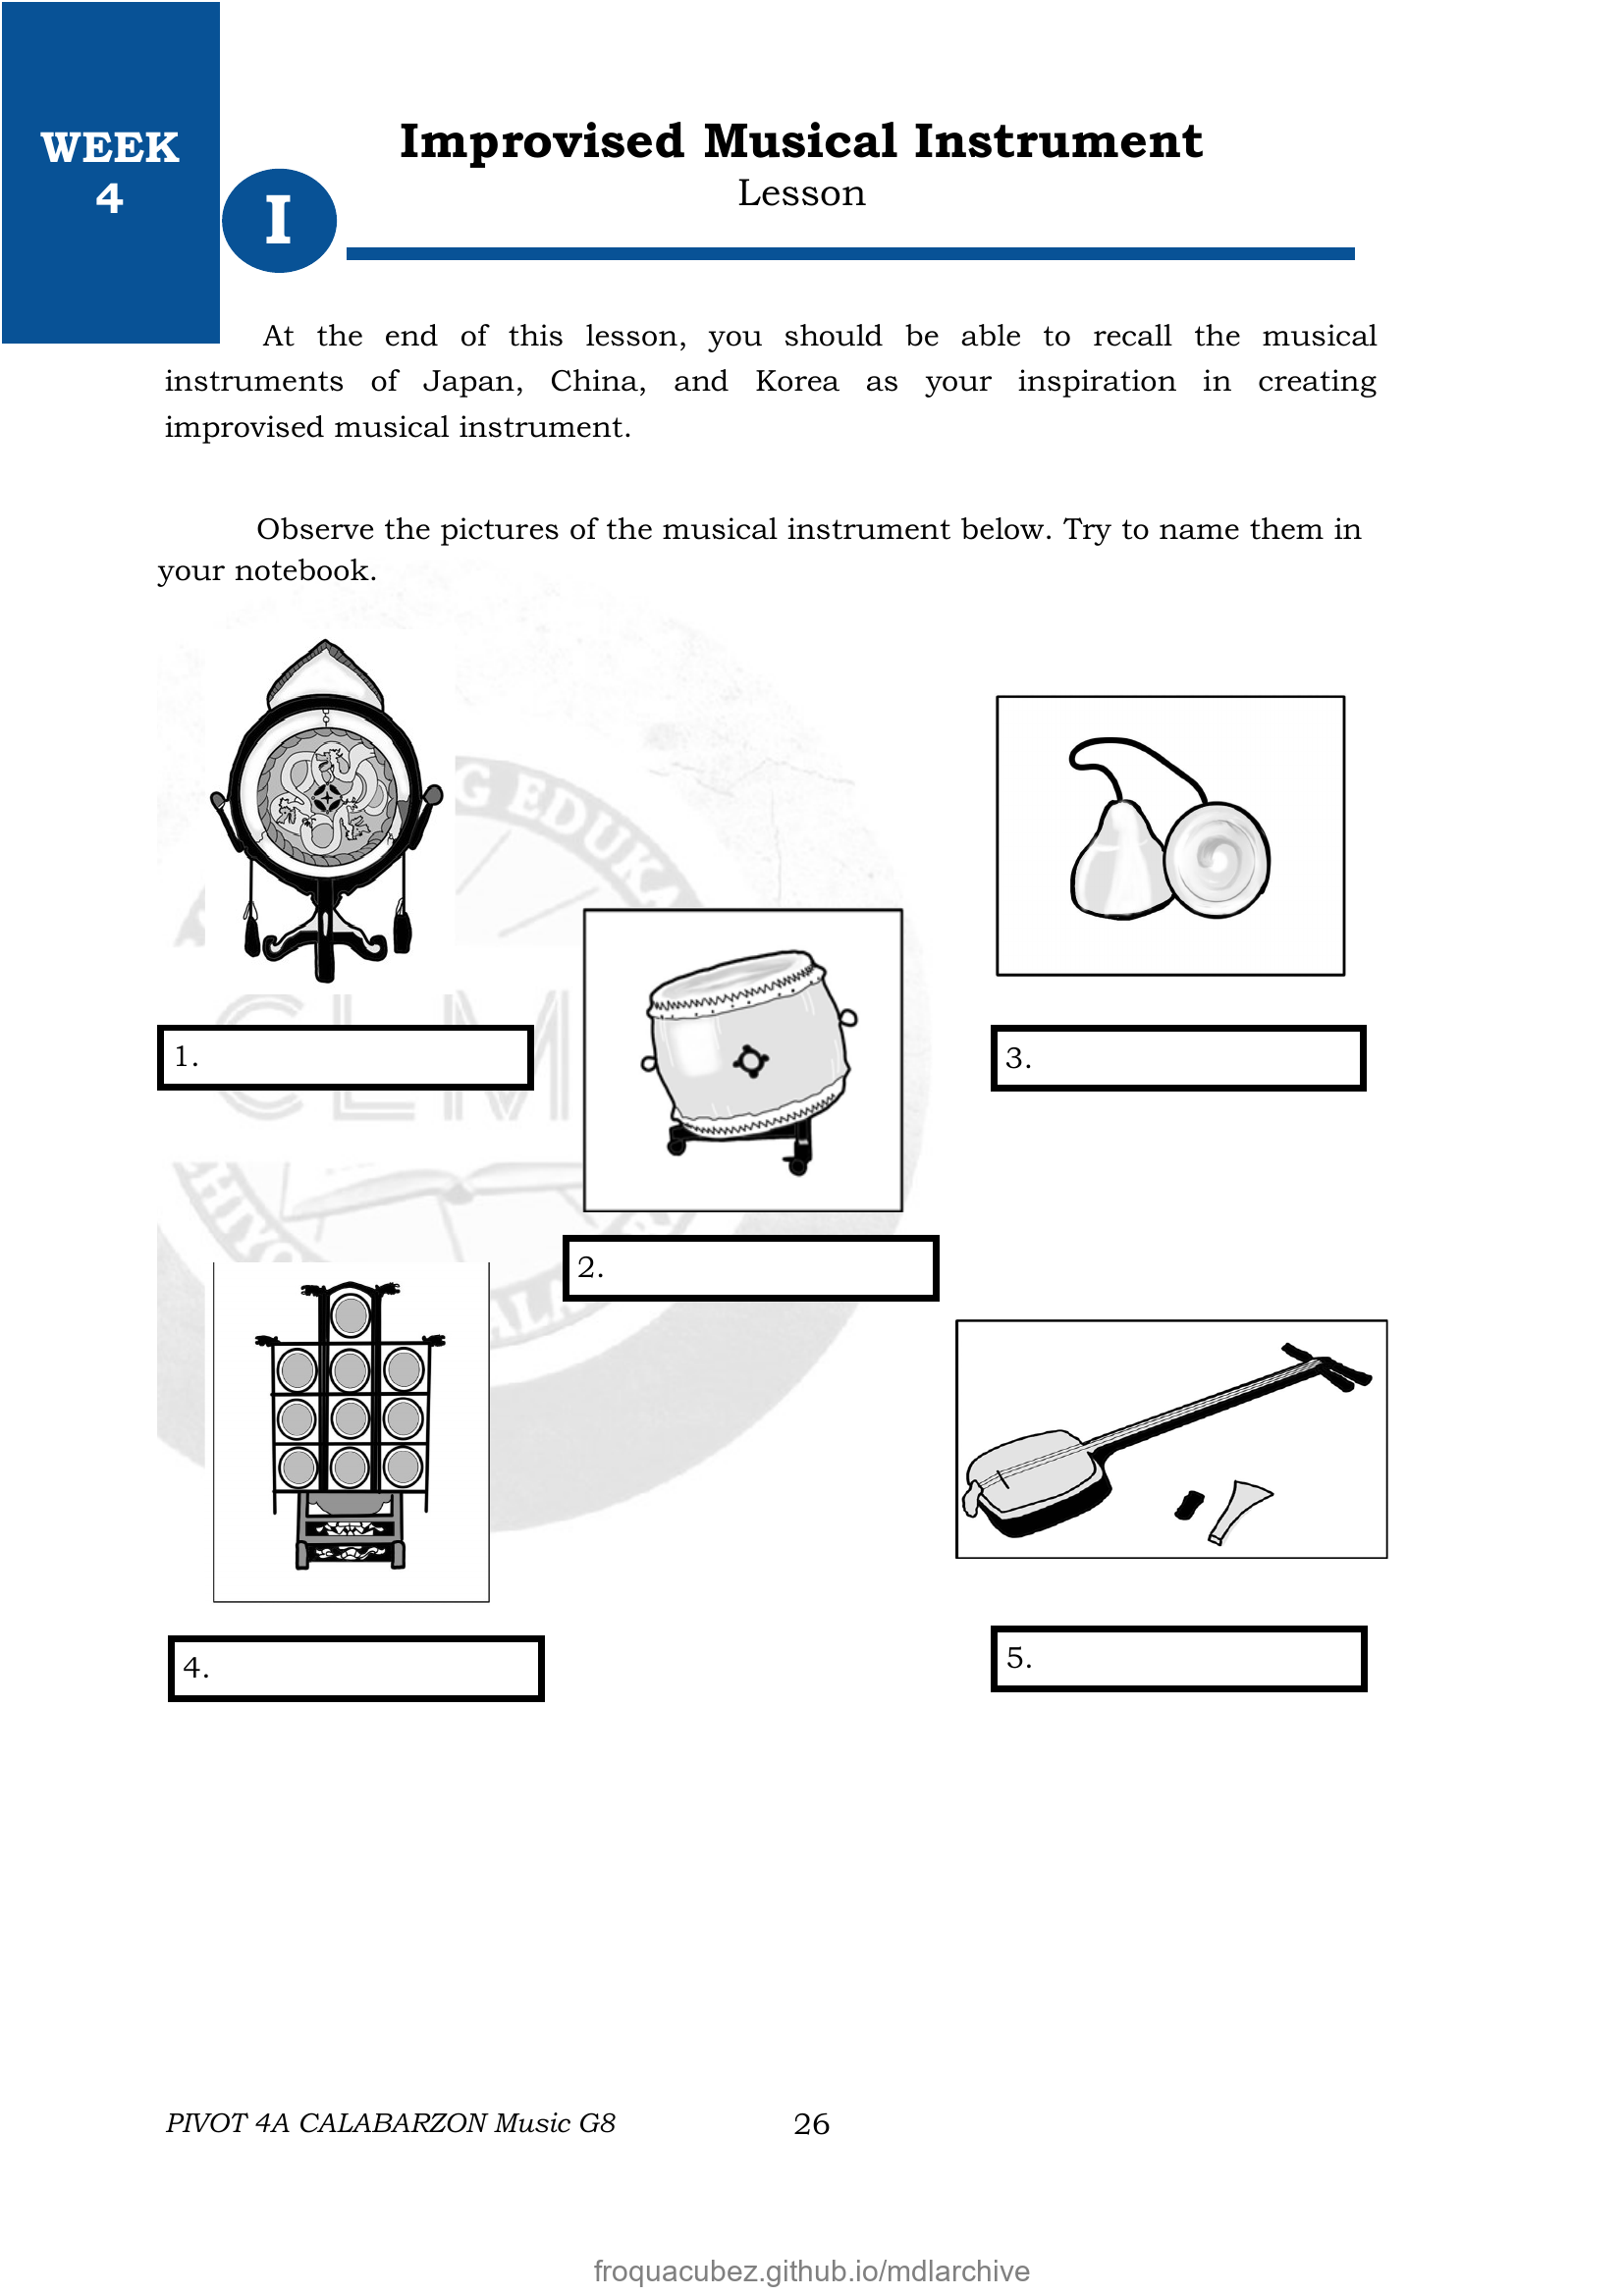 WEEK
4
I
Improvised Musical Instrument
Lesson
At the end of this lesson, you should be able to recall the musical
instruments of Japan, China, and Korea as your inspiration in creating
improvised musical instrument.
Observe the pictures of the musical instrument below. Try to name them in
your notebook.
G EDUKA
CLM
1.
2.
3.
4.
5.
PIVOT 4A CALABARZON Music G8
26
froquacubez.github.io/mdlarchive